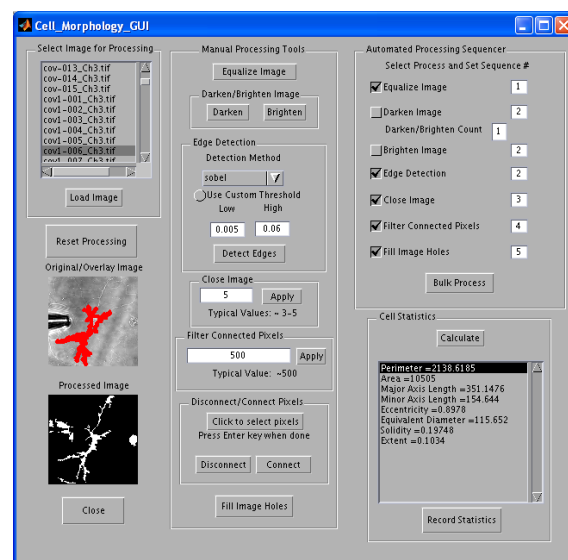 Cell_Morphology_GUI
Select Image for Processing
cov-013_Ch3.tif
cov-014_Ch3.tif
cov-015_Ch3.tif
cov1-001_Ch3.tif
cov1-002_Ch3.tif
cov1-003_Ch3.tif
cov1-004_Ch3.tif
cov1-005_Ch3.tif
cov1-006_Ch3.tif
cov1-007_Ch3.tif
Load Image
Reset Processing
Original/Overlay Image
Processed Image
Close
Manual Processing Tools
Equalize Image
Darken/Brighten Image
Darken Brighten
Edge Detection
Detection Method
sobel
Use Custom Threshold
Low High
0.005 0.06
Detect Edges
Close Image
5 Apply
Typical Values: ~ 3-5
Filter Connected Pixels
500 Apply
Typical Value: ~500
Disconnect/Connect Pixels
Click to select pixels
Press Enter key when done
Disconnect Connect
Fill Image Holes
Automated Processing Sequencer
Select Process and Set Sequence #
Equalize Image 1
Darken Image 2
Darken/Brighten Count 1
Brighten Image 2
Edge Detection 2
Close Image 3
Filter Connected Pixels 4
Fill Image Holes 5
Bulk Process
Cell Statistics
Calculate
Perimeter =2138.6185
Area =10505
Major Axis Length =351.1476
Minor Axis Length =154.644
Eccentricity =0.8978
Equivalent Diameter =115.652
Solidity =0.19748
Extent =0.1034
Record Statistics